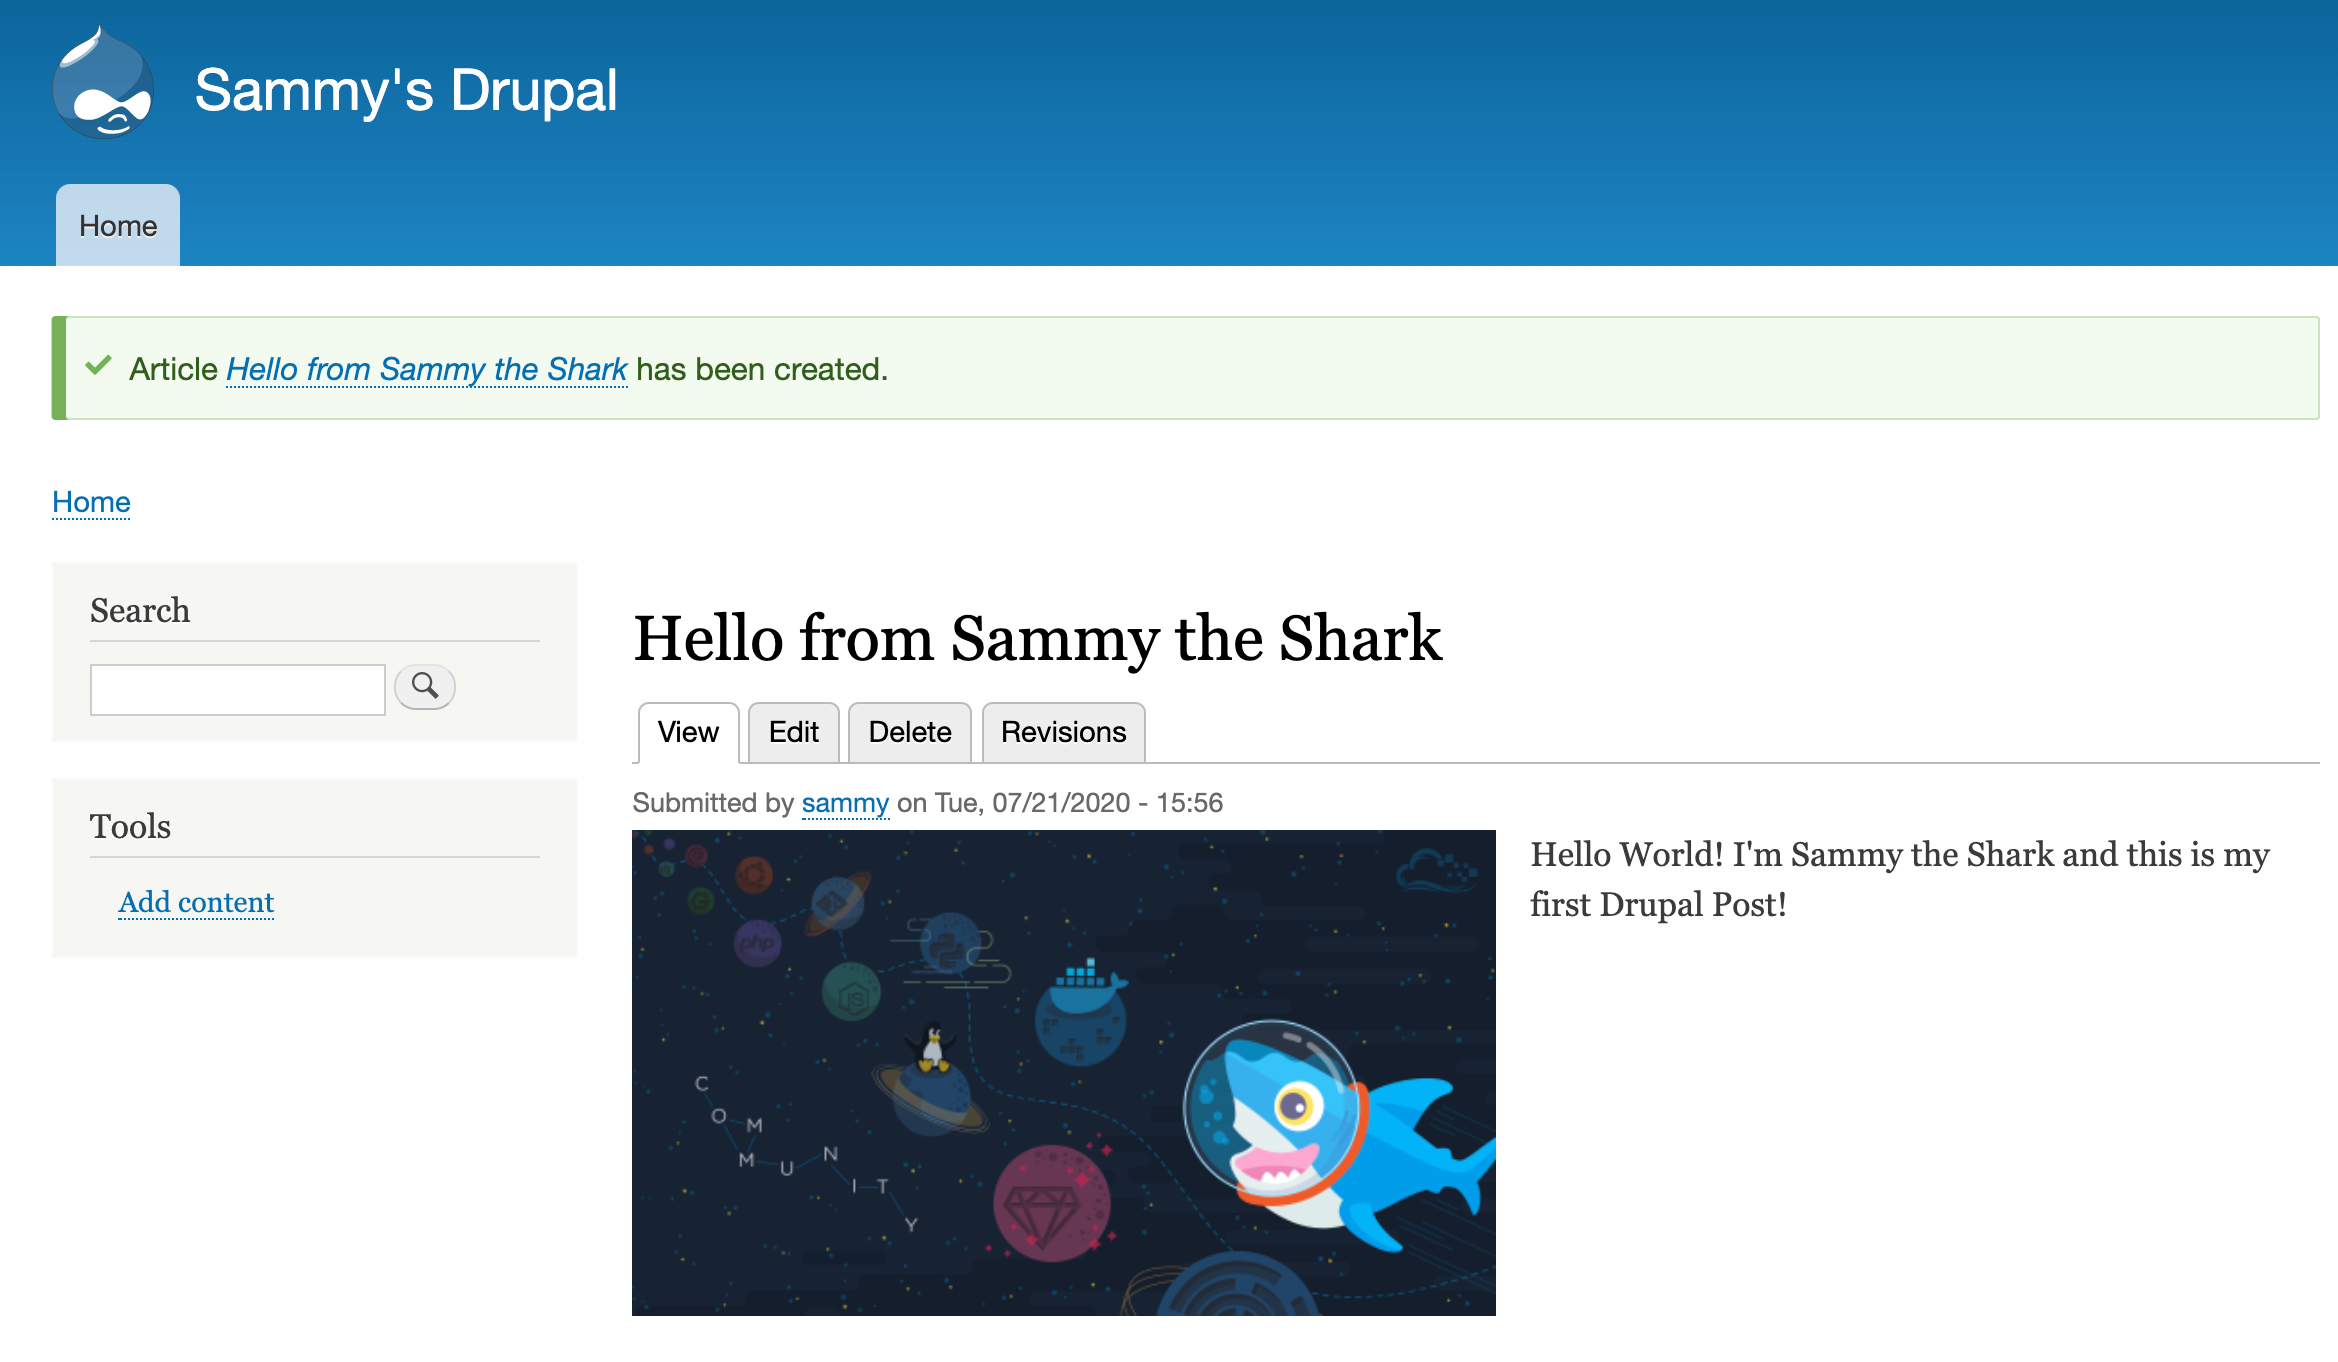 Sammy's Drupal
Home
Article Hello from Sammy the Shark has been created.
Home
Search
Tools
Add content
Hello from Sammy the Shark
View Edit Delete Revisions
Submitted by sammy on Tue, 07/21/2020 - 15:56
php
JS
COMMUNITY
Hello World! I'm Sammy the Shark and this is my
first Drupal Post!